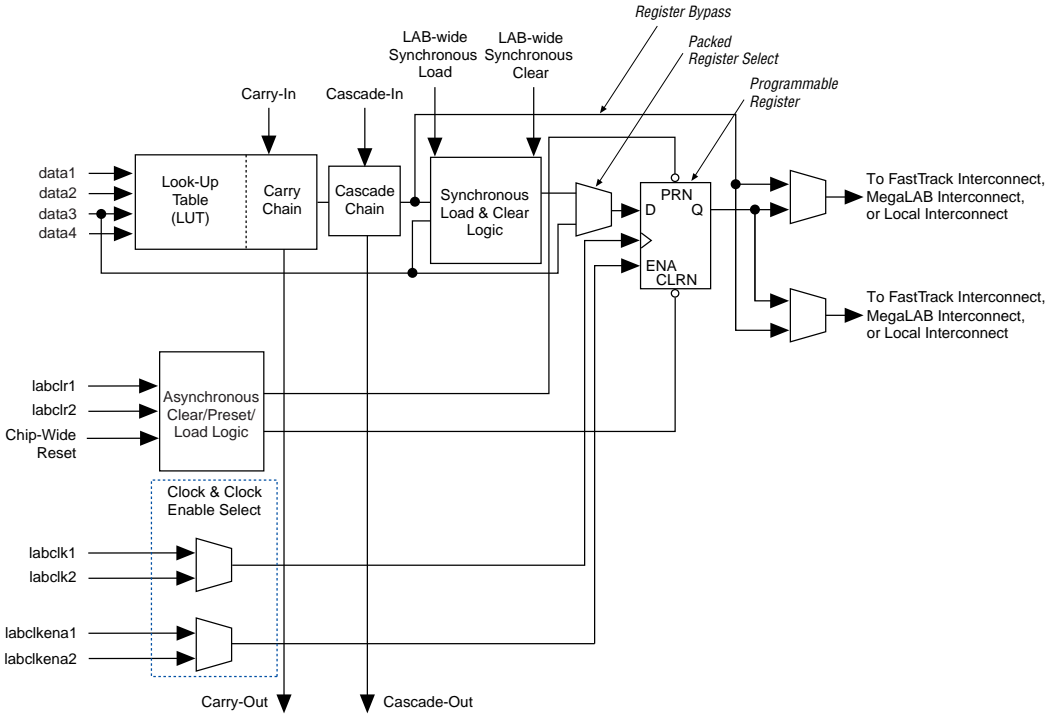 Register Bypass
Packed
Register Select
Programmable
Register
LAB-wide
Synchronous
Load
LAB-wide
Synchronous
Clear
Carry-In
Cascade-In
data1
data2
data3
data4
Look-Up
Table
(LUT)
Carry
Chain
Cascade
Chain
Synchronous
Load & Clear
Logic
PRN
D
Q
ENA
CLRN
To FastTrack Interconnect,
MegaLAB Interconnect,
or Local Interconnect
To FastTrack Interconnect,
MegaLAB Interconnect,
or Local Interconnect
labclr1
labclr2
Chip-Wide
Reset
Asynchronous
Clear/Preset/
Load Logic
Clock & Clock
Enable Select
labclk1
labclk2
labclkena1
labclkena2
Carry-Out
Cascade-Out